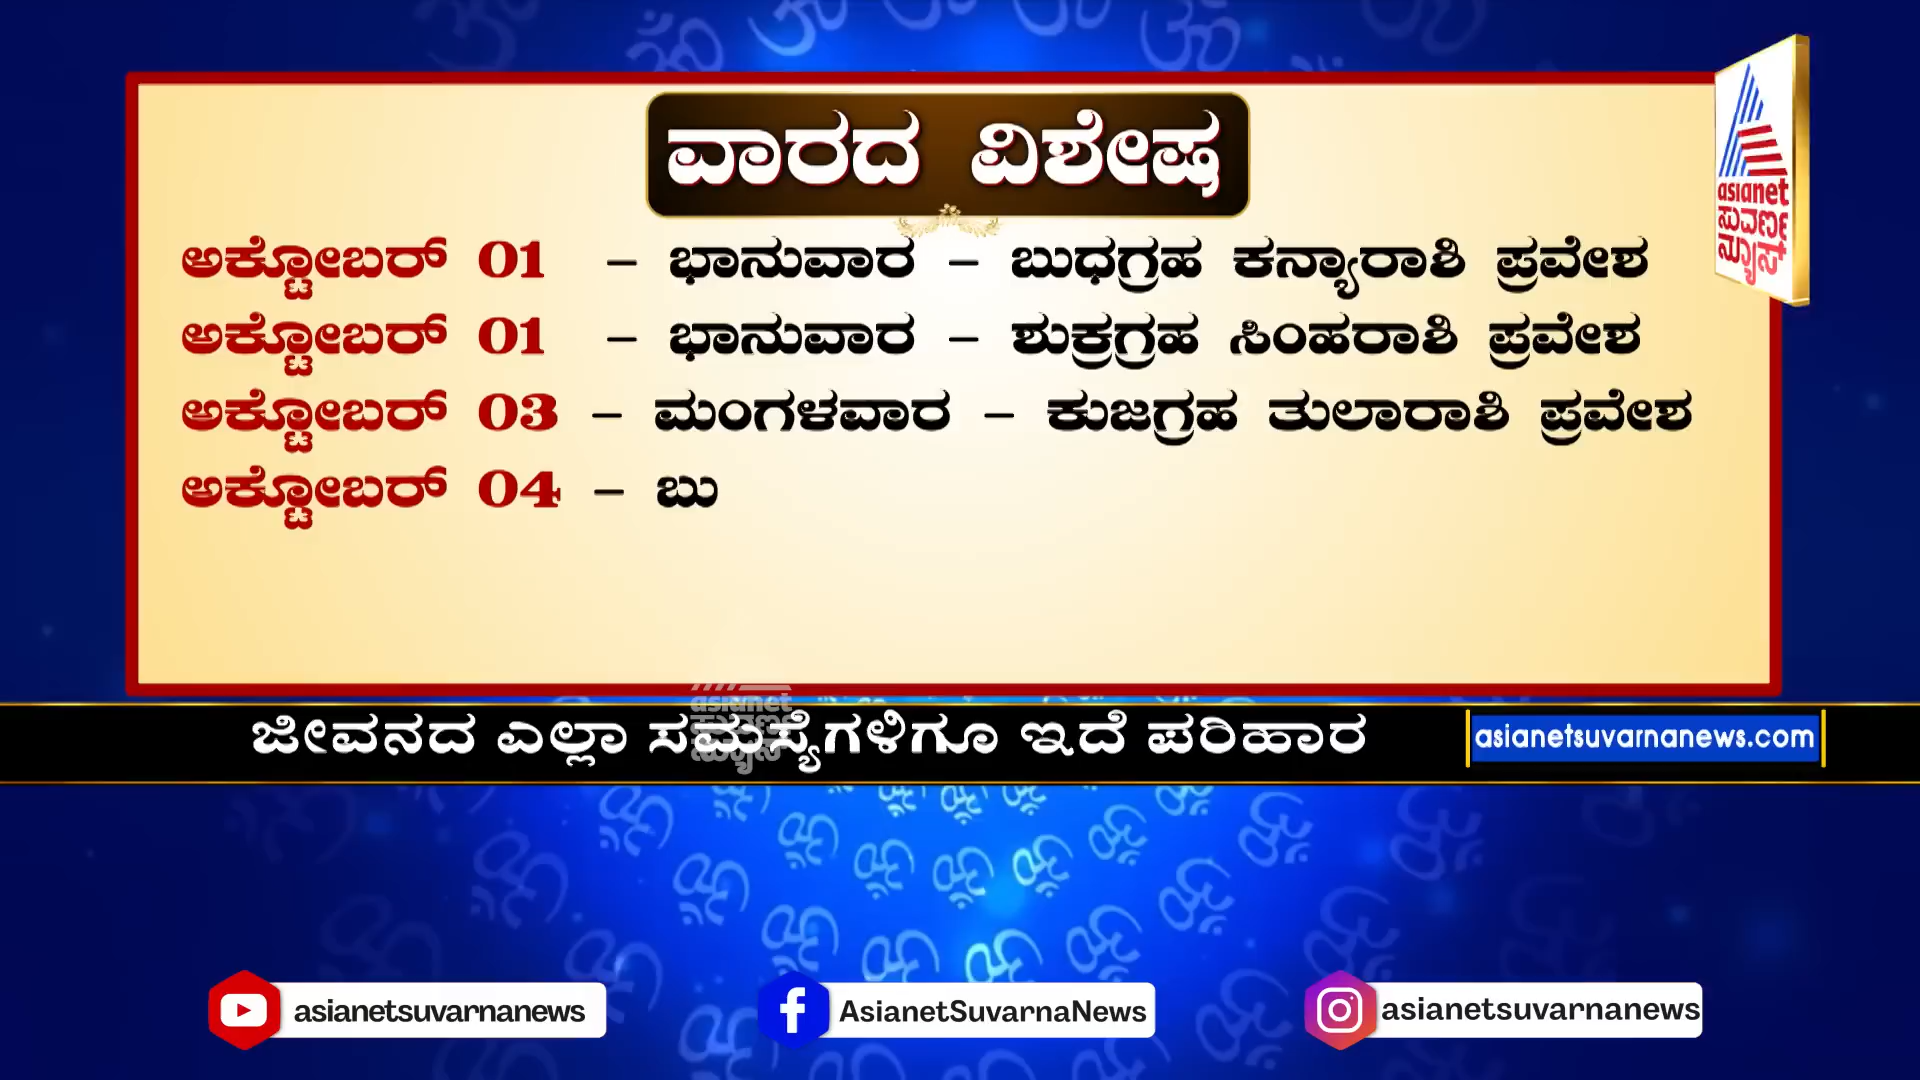 ವಾರದ ವಿಶೇಷ
asianet
ಸುವರ್ಣ
ನ್ಯೂಸ್
ಅಕ್ಟೋಬರ್ 01 – ಭಾನುವಾರ – ಬುಧಗ್ರಹ ಕನ್ಯಾರಾಶಿ ಪ್ರವೇಶ
ಅಕ್ಟೋಬರ್ 01 – ಭಾನುವಾರ – ಶುಕ್ರಗ್ರಹ ಸಿಂಹರಾಶಿ ಪ್ರವೇಶ
ಅಕ್ಟೋಬರ್ 03 – ಮಂಗಳವಾರ – ಕುಜಗ್ರಹ ತುಲಾರಾಶಿ ಪ್ರವೇಶ
ಅಕ್ಟೋಬರ್ 04 – ಬು
asianet
ಸುವರ್ಣ
ನ್ಯೂಸ್
ಜೀವನದ ಎಲ್ಲಾ ಸಮಸ್ಯೆಗಳಿಗೂ ಇದೆ ಪರಿಹಾರ
asianetsuvarnanews.com
asianetsuvarnanews
AsianetSuvarnaNews
asianetsuvarnanews